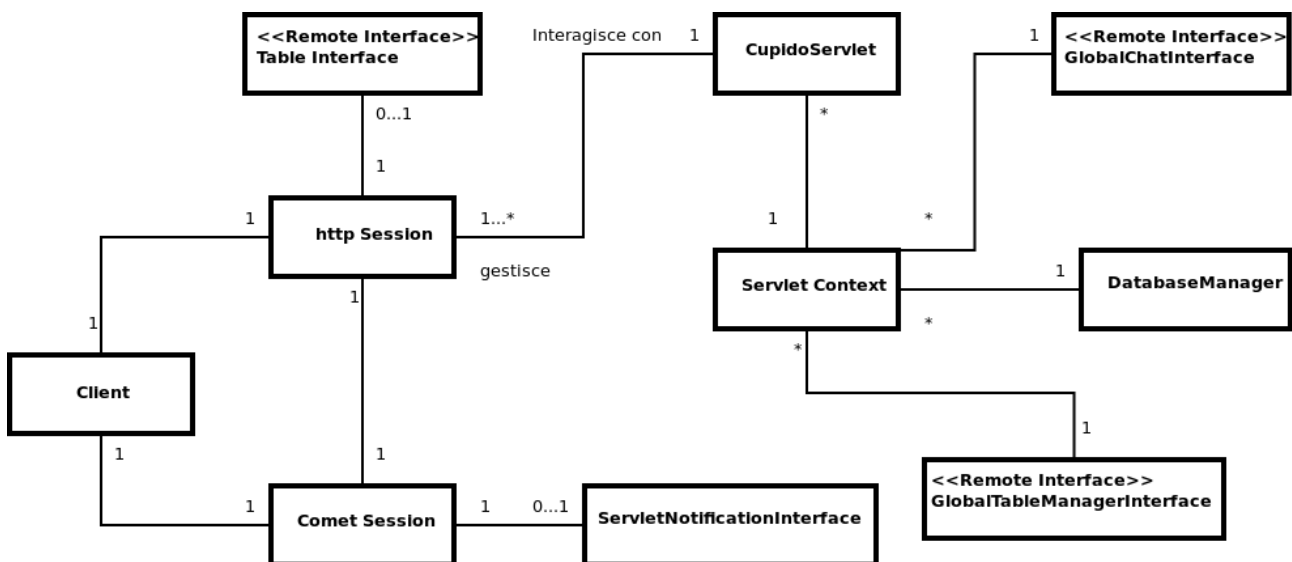 <<Remote Interface>>
Table Interface
0...1
1
Interagisce con
1
CupidoServlet
*
1
<<Remote Interface>>
GlobalChatInterface
1
http Session
1...*
gestisce
1
1
*
Servlet Context
1
DatabaseManager
*
*
1
Client
1
1
1
Comet Session
1
0...1
ServletNotificationInterface
1
<<Remote Interface>>
GlobalTableManagerInterface